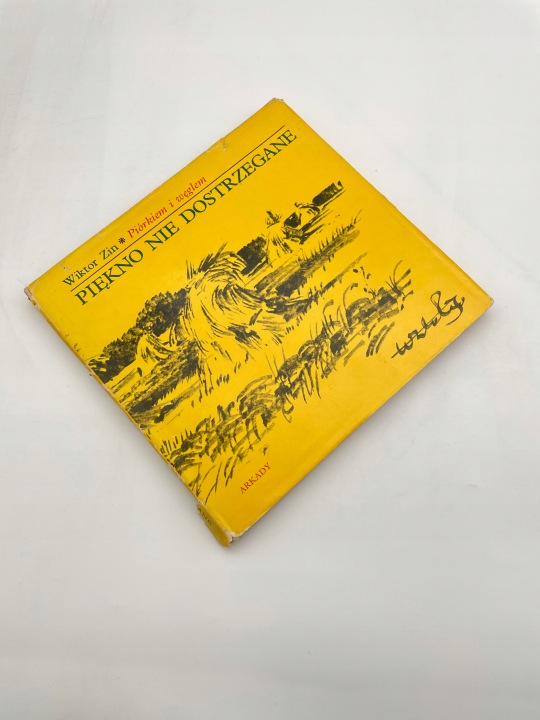 Wiktor Zin * Piórkiem i węglem
PIĘKNO NIE DOSTRZEGANE
ARKADY